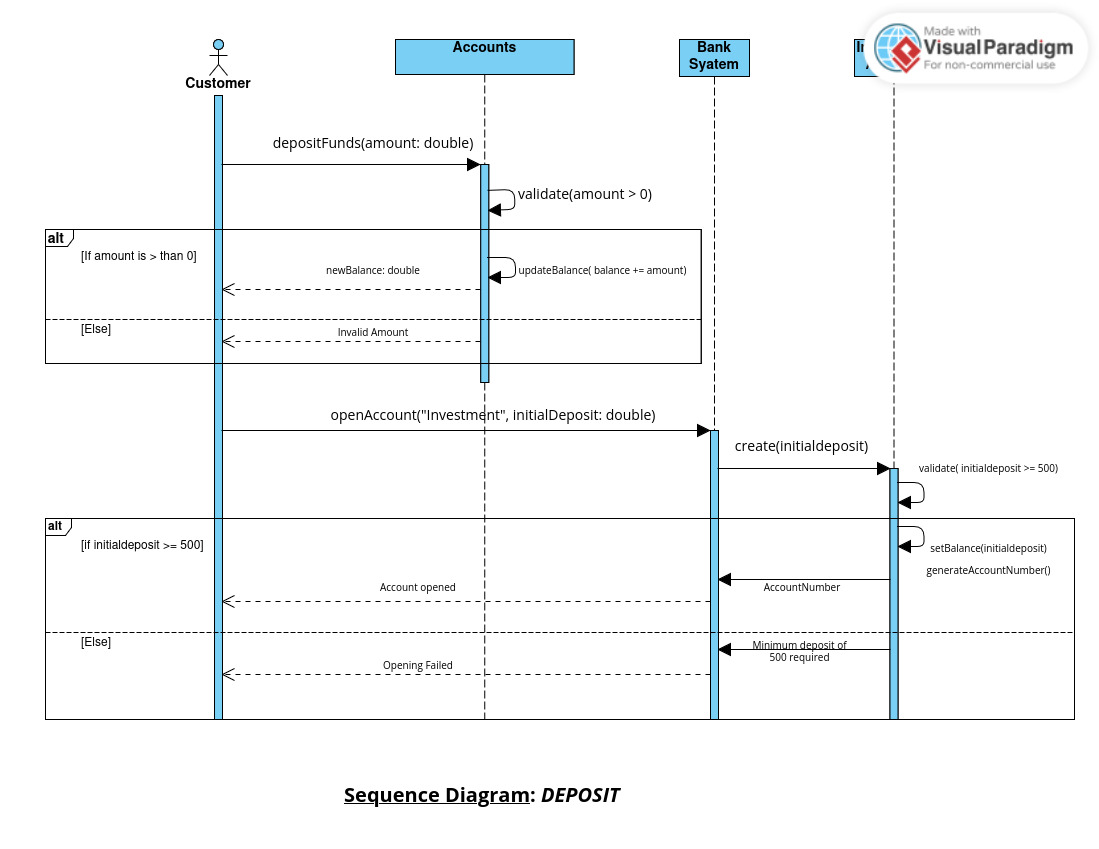 Made with
VisualParadigm
For non-commercial use
Accounts
Bank
Syatem
Customer
depositFunds(amount: double)
validate(amount > 0)
alt
[If amount is > than 0]
newBalance: double
updateBalance( balance += amount)
[Else]
Invalid Amount
openAccount("Investment", initialDeposit: double)
create(initialdeposit)
validate( initialdeposit >= 500)
alt
[if initialdeposit >= 500]
setBalance(initialdeposit)
generateAccountNumber()
AccountNumber
Account opened
[Else]
Minimum deposit of
500 required
Opening Failed
Sequence Diagram: DEPOSIT